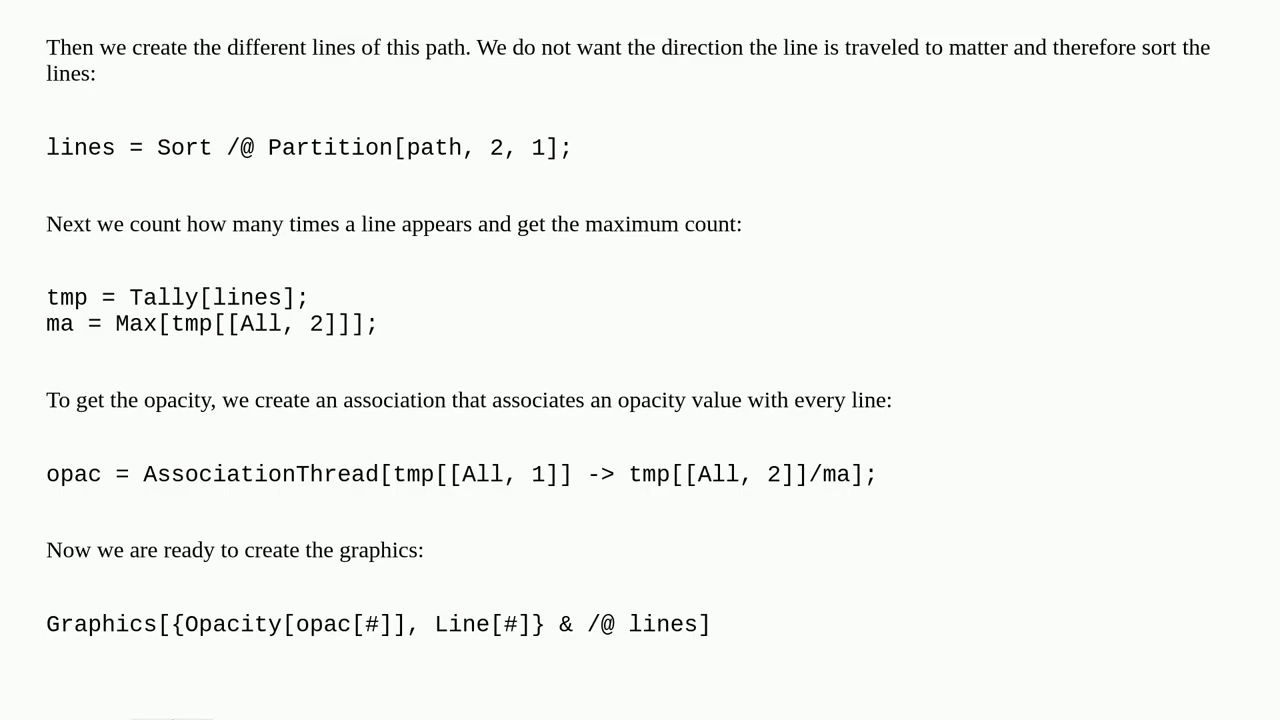 Then we create the different lines of this path. We do not want the direction the line is traveled to matter and therefore sort the
lines:
lines = Sort /@ Partition[path, 2, 1];
Next we count how many times a line appears and get the maximum count:
tmp = Tally[lines];
ma = Max[tmp[[All, 2]]];
To get the opacity, we create an association that associates an opacity value with every line:
opac = AssociationThread[tmp[[All, 1]] -> tmp[[All, 2]]/ma];
Now we are ready to create the graphics:
Graphics[{Opacity[opac[#]], Line[#]} & /@ lines]